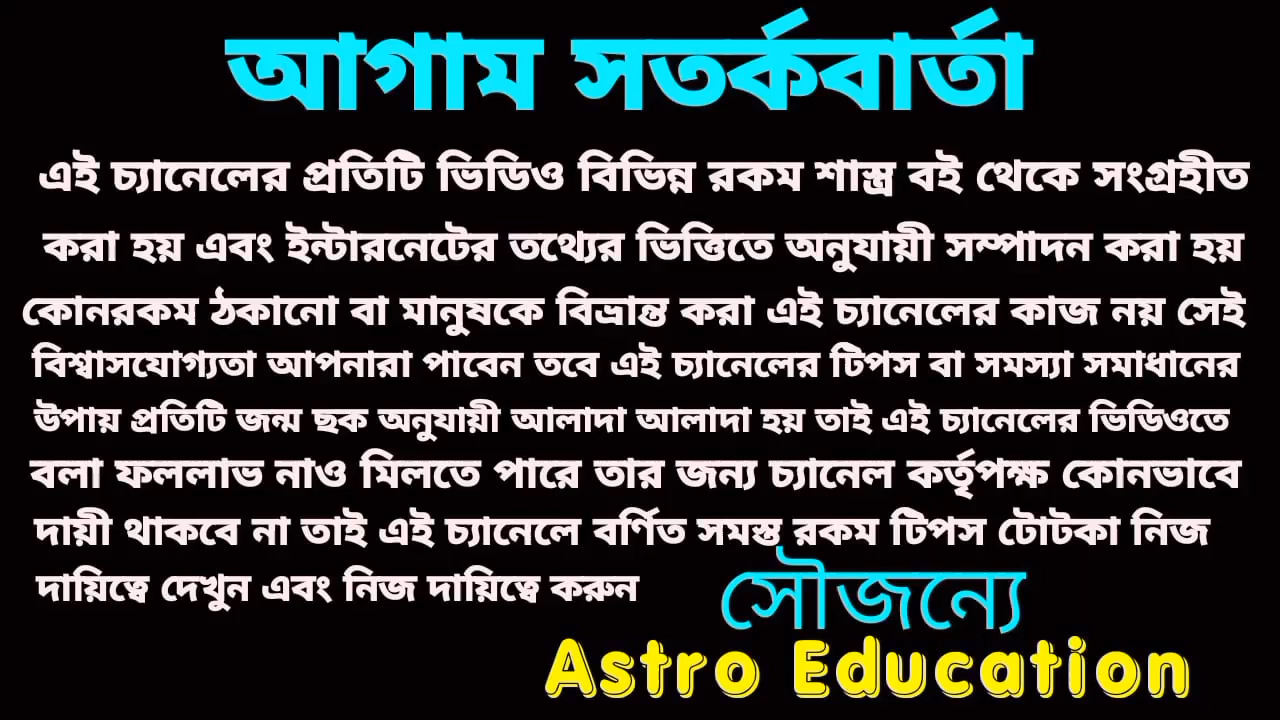 আগাম সতর্কবার্তা
এই চ্যানেলের প্রতিটি ভিডিও বিভিন্ন রকম শাস্ত্র বই থেকে সংগ্রহীত
করা হয় এবং ইন্টারনেটের তথ্যের ভিত্তিতে অনুযায়ী সম্পাদন করা হয়
কোনরকম ঠকানো বা মানুষকে বিভ্রান্ত করা এই চ্যানেলের কাজ নয় সেই
বিশ্বাসযোগ্যতা আপনারা পাবেন তবে এই চ্যানেলের টিপস বা সমস্যা সমাধানের
উপায় প্রতিটি জন্ম ছক অনুযায়ী আলাদা আলাদা হয় তাই এই চ্যানেলের ভিডিওতে
বলা ফললাভ নাও মিলতে পারে তার জন্য চ্যানেল কর্তৃপক্ষ কোনভাবে
দায়ী থাকবে না তাই এই চ্যানেলে বর্ণিত সমস্ত রকম টিপস টোটকা নিজ
দায়িত্বে দেখুন এবং নিজ দায়িত্বে করুন
সৌজন্যে
Astro Education